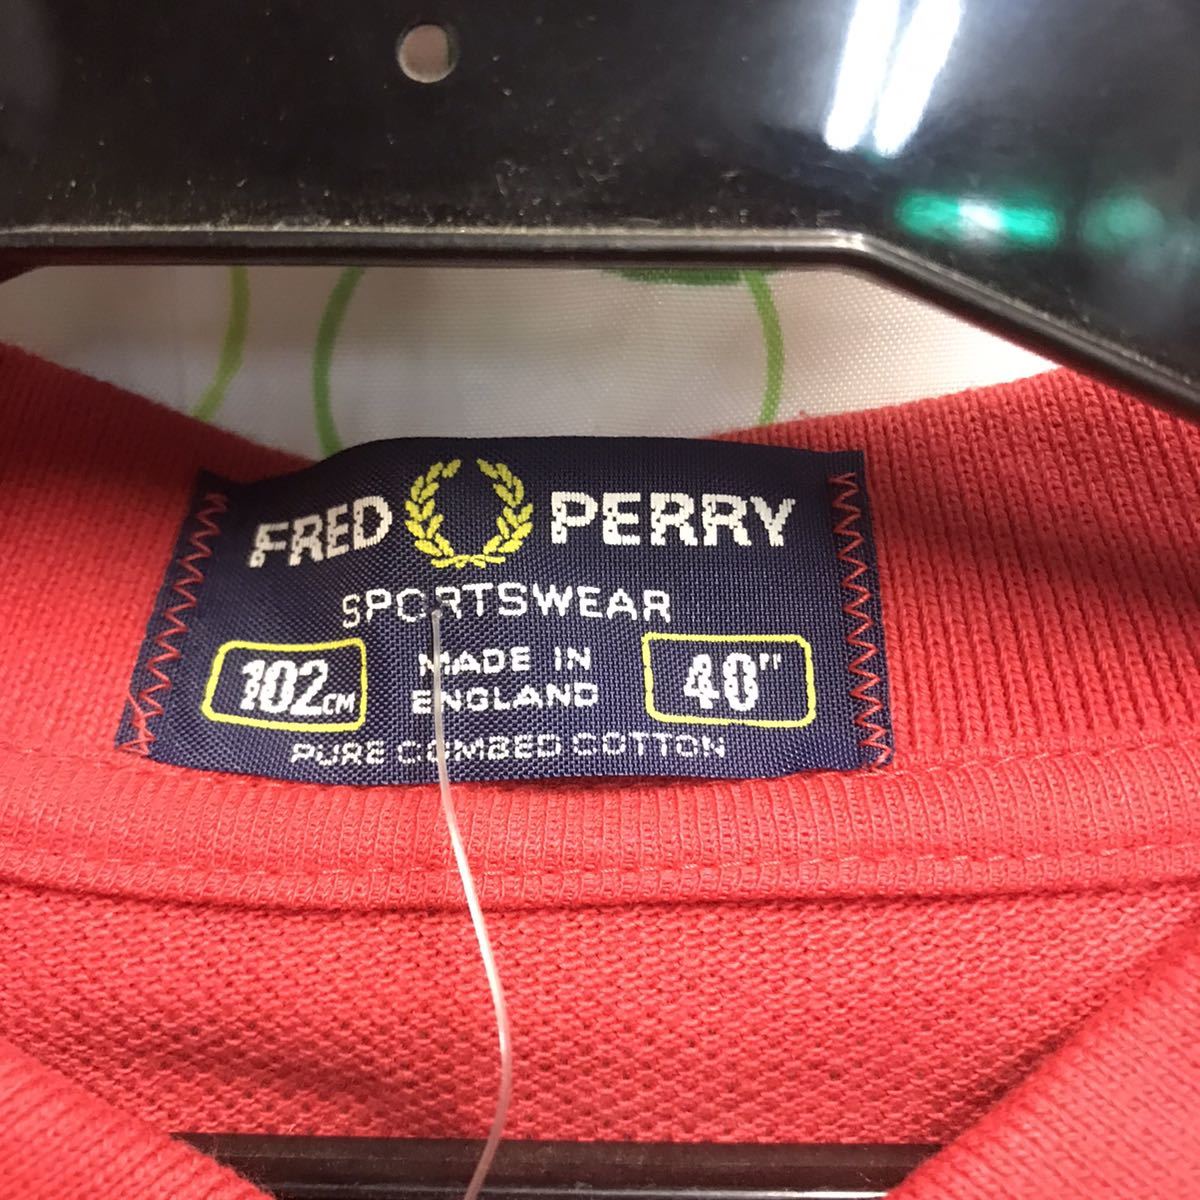 FRED PERRY
SPORTSWEAR
102CM MADE IN ENGLAND 40"
PURE COMBED COTTON